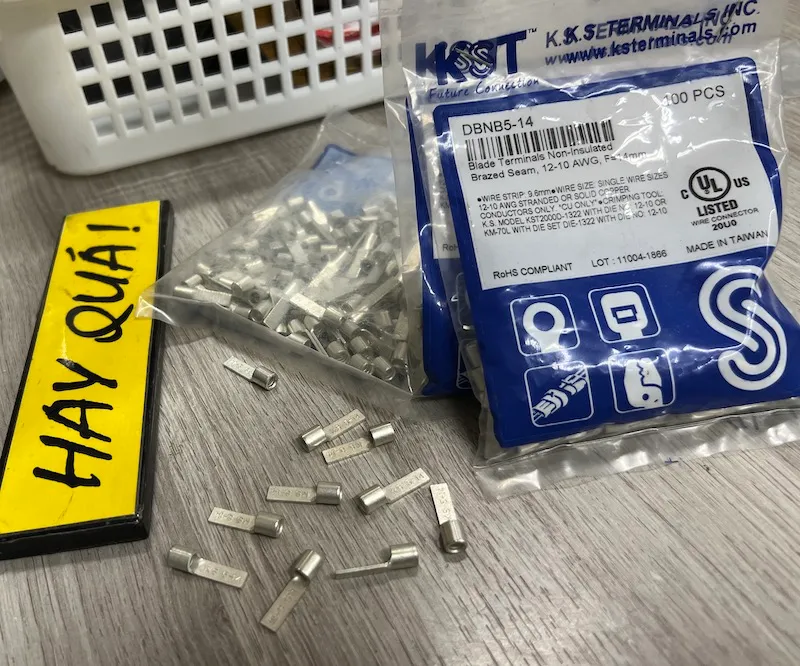 HAY QUÁ!
KST™
Future Connection
K.S. TERMINALS INC.
www.ksterminals.com
100 PCS
DBNB5-14
Blade Terminals Non-Insulated
Brazed Seam, 12-10 AWG, F=14mm
●WIRE STRIP: 9.6mm●WIRE SIZE: SINGLE WIRE SIZES
12-10 AWG STRANDED OR SOLID COPPER
CONDUCTORS ONLY. "CU ONLY" ●CRIMPING TOOL:
K.S. MODEL KST2000D-1322 WITH DIE NO. 12-10 OR
KM-70L WITH DIE SET DIE-1322 WITH DIE NO. 12-10
C UL US
LISTED
WIRE CONNECTOR
20U0
RoHS COMPLIANT LOT : 11004-1866 MADE IN TAIWAN